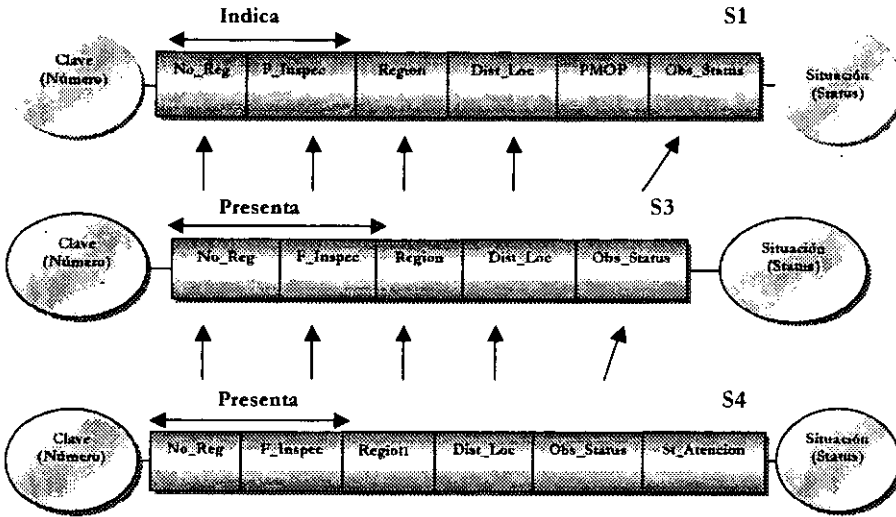 Indica
S1
Clave
(Número)
No_Reg F_Inspec Region Dist_Loc PMOP Obs_Status
Situación
(Status)
Presenta
S3
Clave
(Número)
No_Reg F_Inspec Region Dist_Loc Obs_Status
Situación
(Status)
Presenta
S4
Clave
(Número)
No_Reg F_Inspec Region Dist_Loc Obs_Status St_Atencion
Situación
(Status)